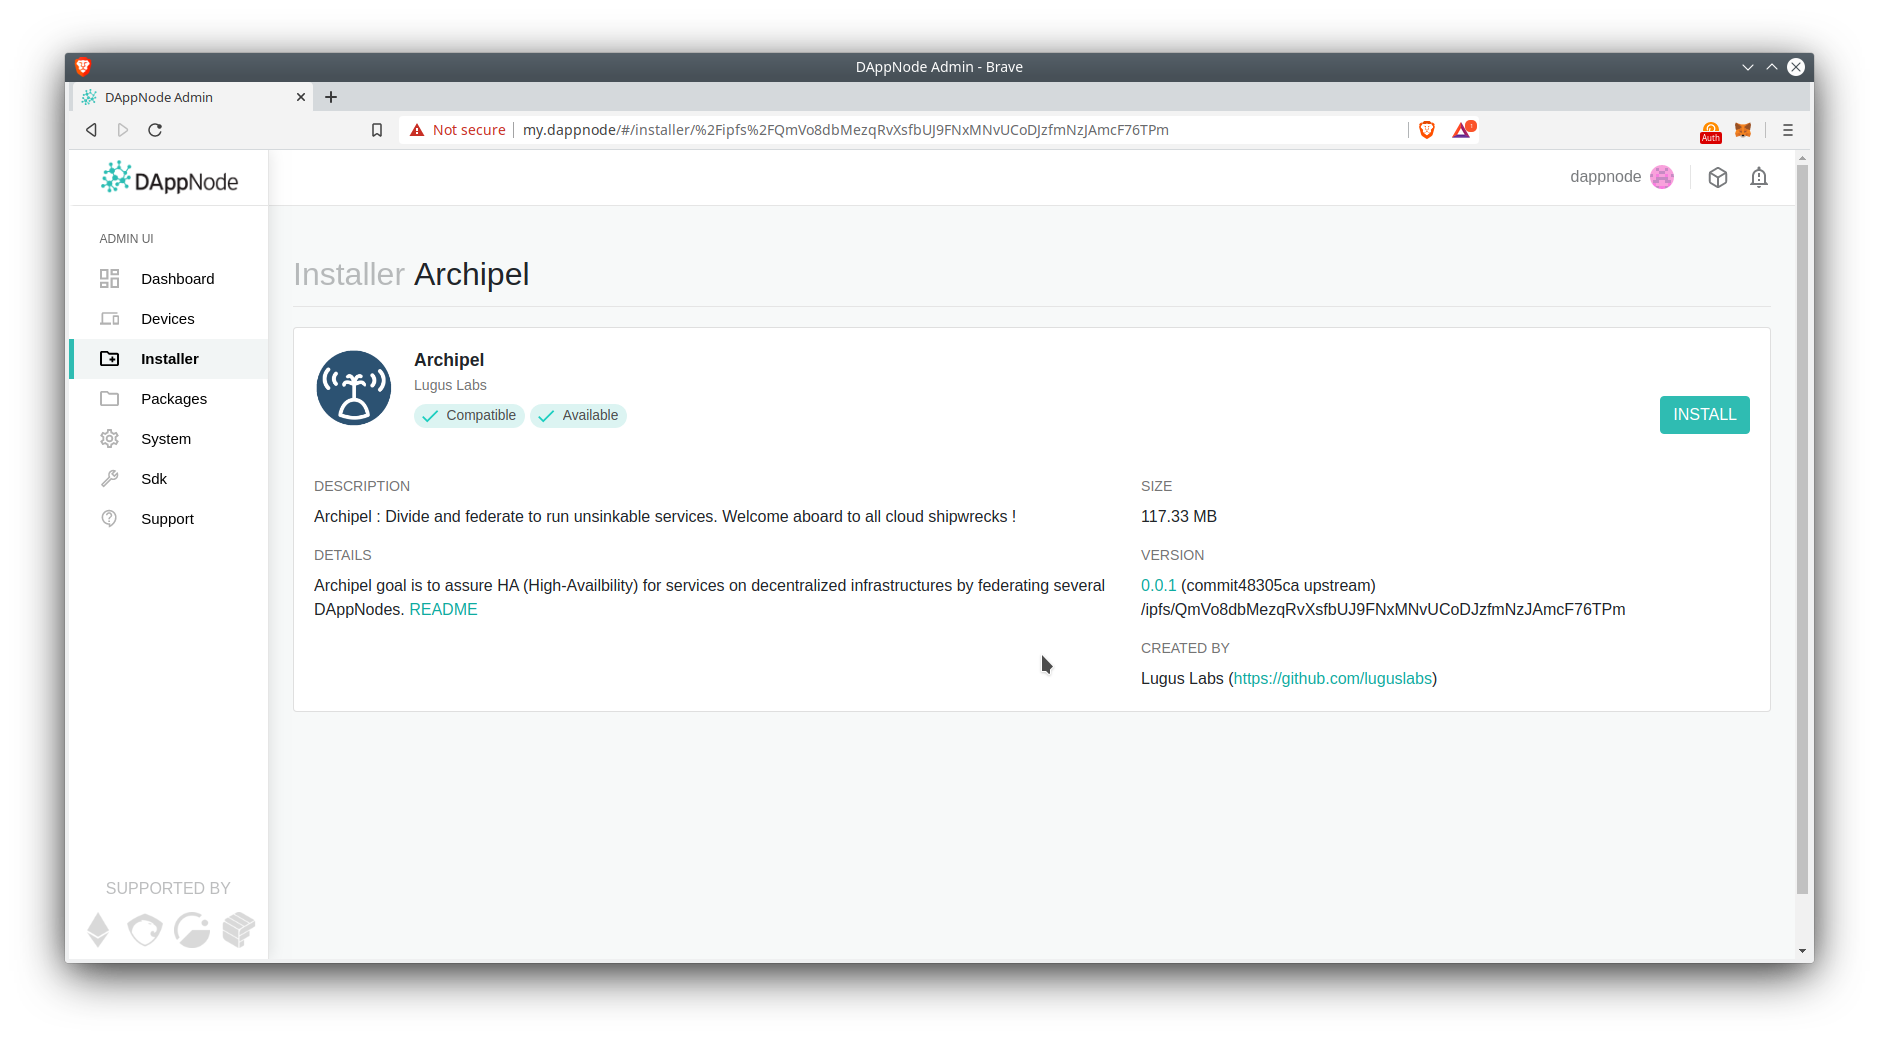 DAppNode Admin - Brave
DAppNode Admin
Not secure
my.dappnode/#/installer/%2Fipfs%2FQmVo8dbMezqRvXsfbUJ9FNxMNvUCoDJzfmNzJAmcF76TPm
Auth
DAppNode
dappnode
ADMIN UI
Dashboard
Devices
Installer
Packages
System
Sdk
Support
SUPPORTED BY
Installer Archipel
Archipel
Lugus Labs
Compatible
Available
INSTALL
DESCRIPTION
Archipel : Divide and federate to run unsinkable services. Welcome aboard to all cloud shipwrecks !
DETAILS
Archipel goal is to assure HA (High-Availbility) for services on decentralized infrastructures by federating several
DAppNodes. README
SIZE
117.33 MB
VERSION
0.0.1 (commit48305ca upstream)
/ipfs/QmVo8dbMezqRvXsfbUJ9FNxMNvUCoDJzfmNzJAmcF76TPm
CREATED BY
Lugus Labs (https://github.com/luguslabs)